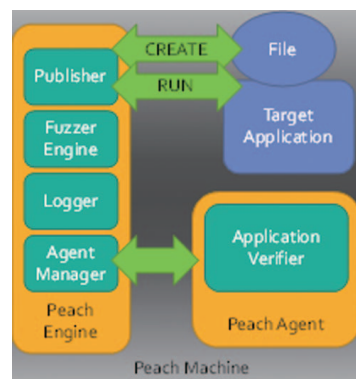 CREATE
File
Publisher
RUN
Target
Application
Fuzzer
Engine
Logger
Agent
Manager
Application
Verifier
Peach
Engine
Peach Agent
Peach Machine